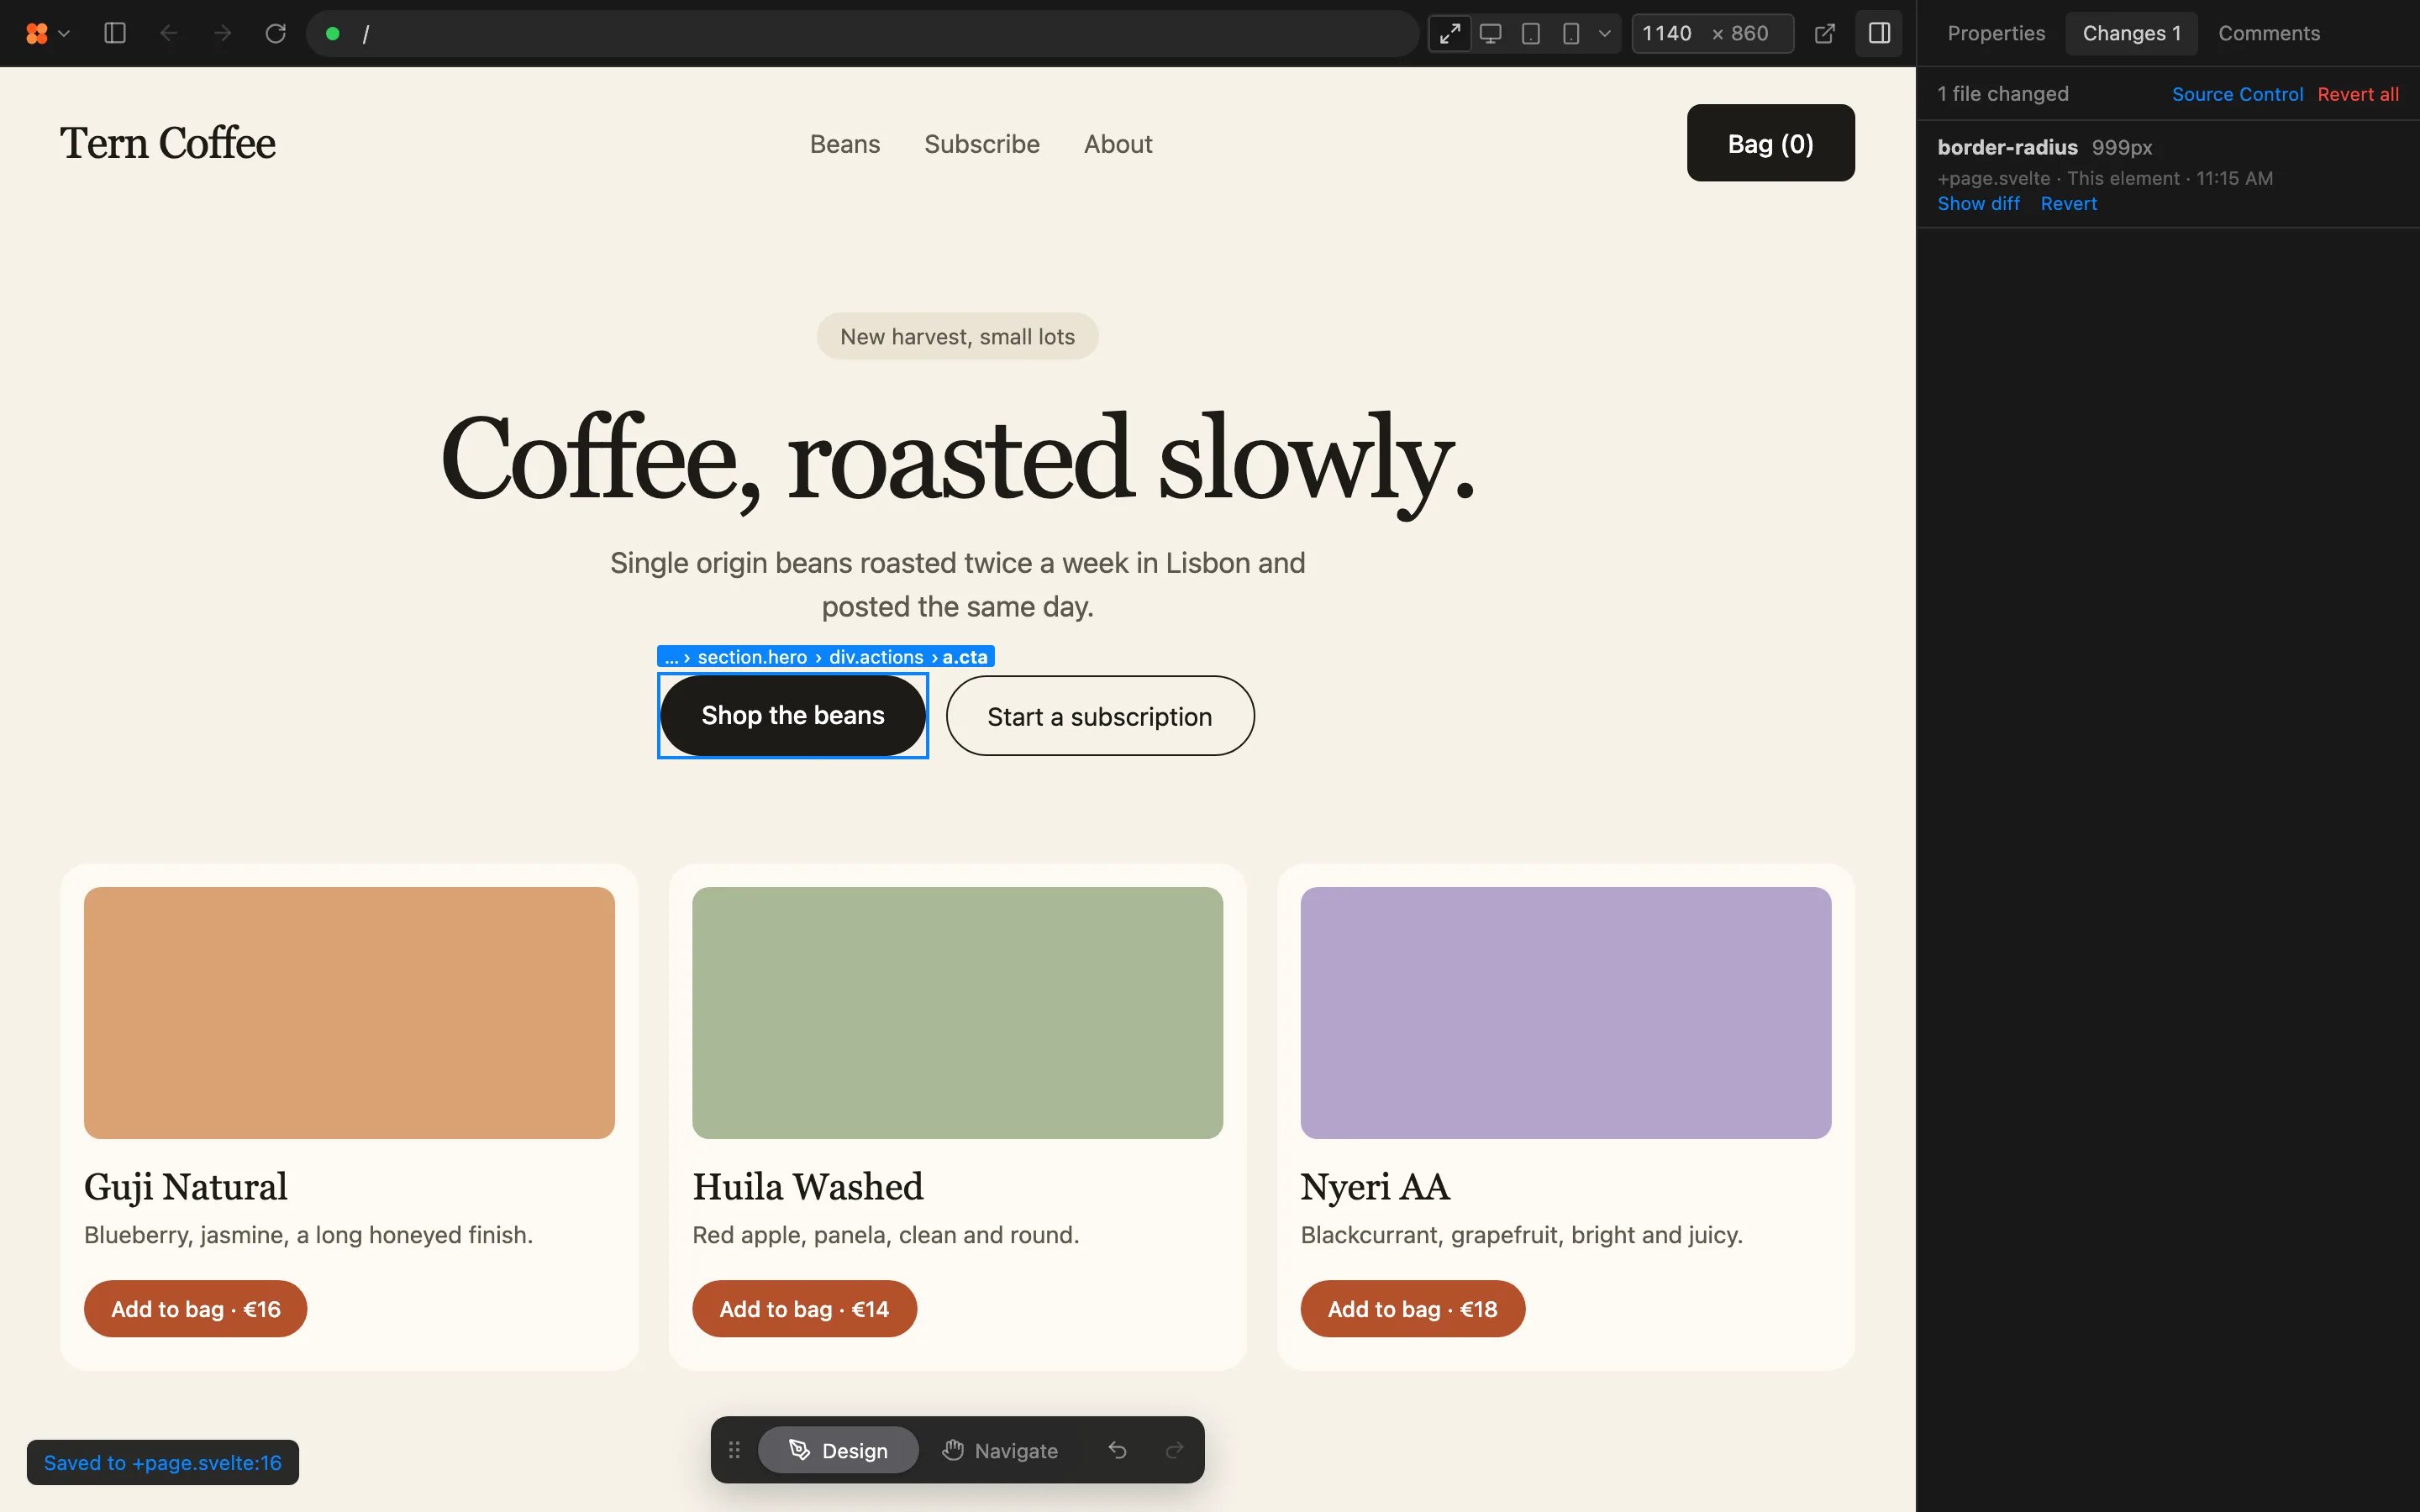 /
1140 × 860
Properties
Changes 1
Comments
1 file changed
Source Control
Revert all
border-radius 999px
+page.svelte · This element · 11:15 AM
Show diff
Revert
Tern Coffee
Beans
Subscribe
About
Bag (0)
New harvest, small lots
Coffee, roasted slowly.
Single origin beans roasted twice a week in Lisbon and
posted the same day.
... › section.hero › div.actions › a.cta
Shop the beans
Start a subscription
Guji Natural
Blueberry, jasmine, a long honeyed finish.
Add to bag · €16
Huila Washed
Red apple, panela, clean and round.
Add to bag · €14
Nyeri AA
Blackcurrant, grapefruit, bright and juicy.
Add to bag · €18
Design
Navigate
Saved to +page.svelte:16